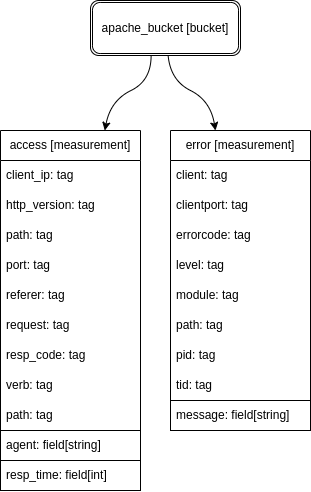 apache_bucket [bucket]
access [measurement]
client_ip: tag
http_version: tag
path: tag
port: tag
referer: tag
request: tag
resp_code: tag
verb: tag
path: tag
agent: field[string]
resp_time: field[int]
error [measurement]
client: tag
clientport: tag
errorcode: tag
level: tag
module: tag
path: tag
pid: tag
tid: tag
message: field[string]